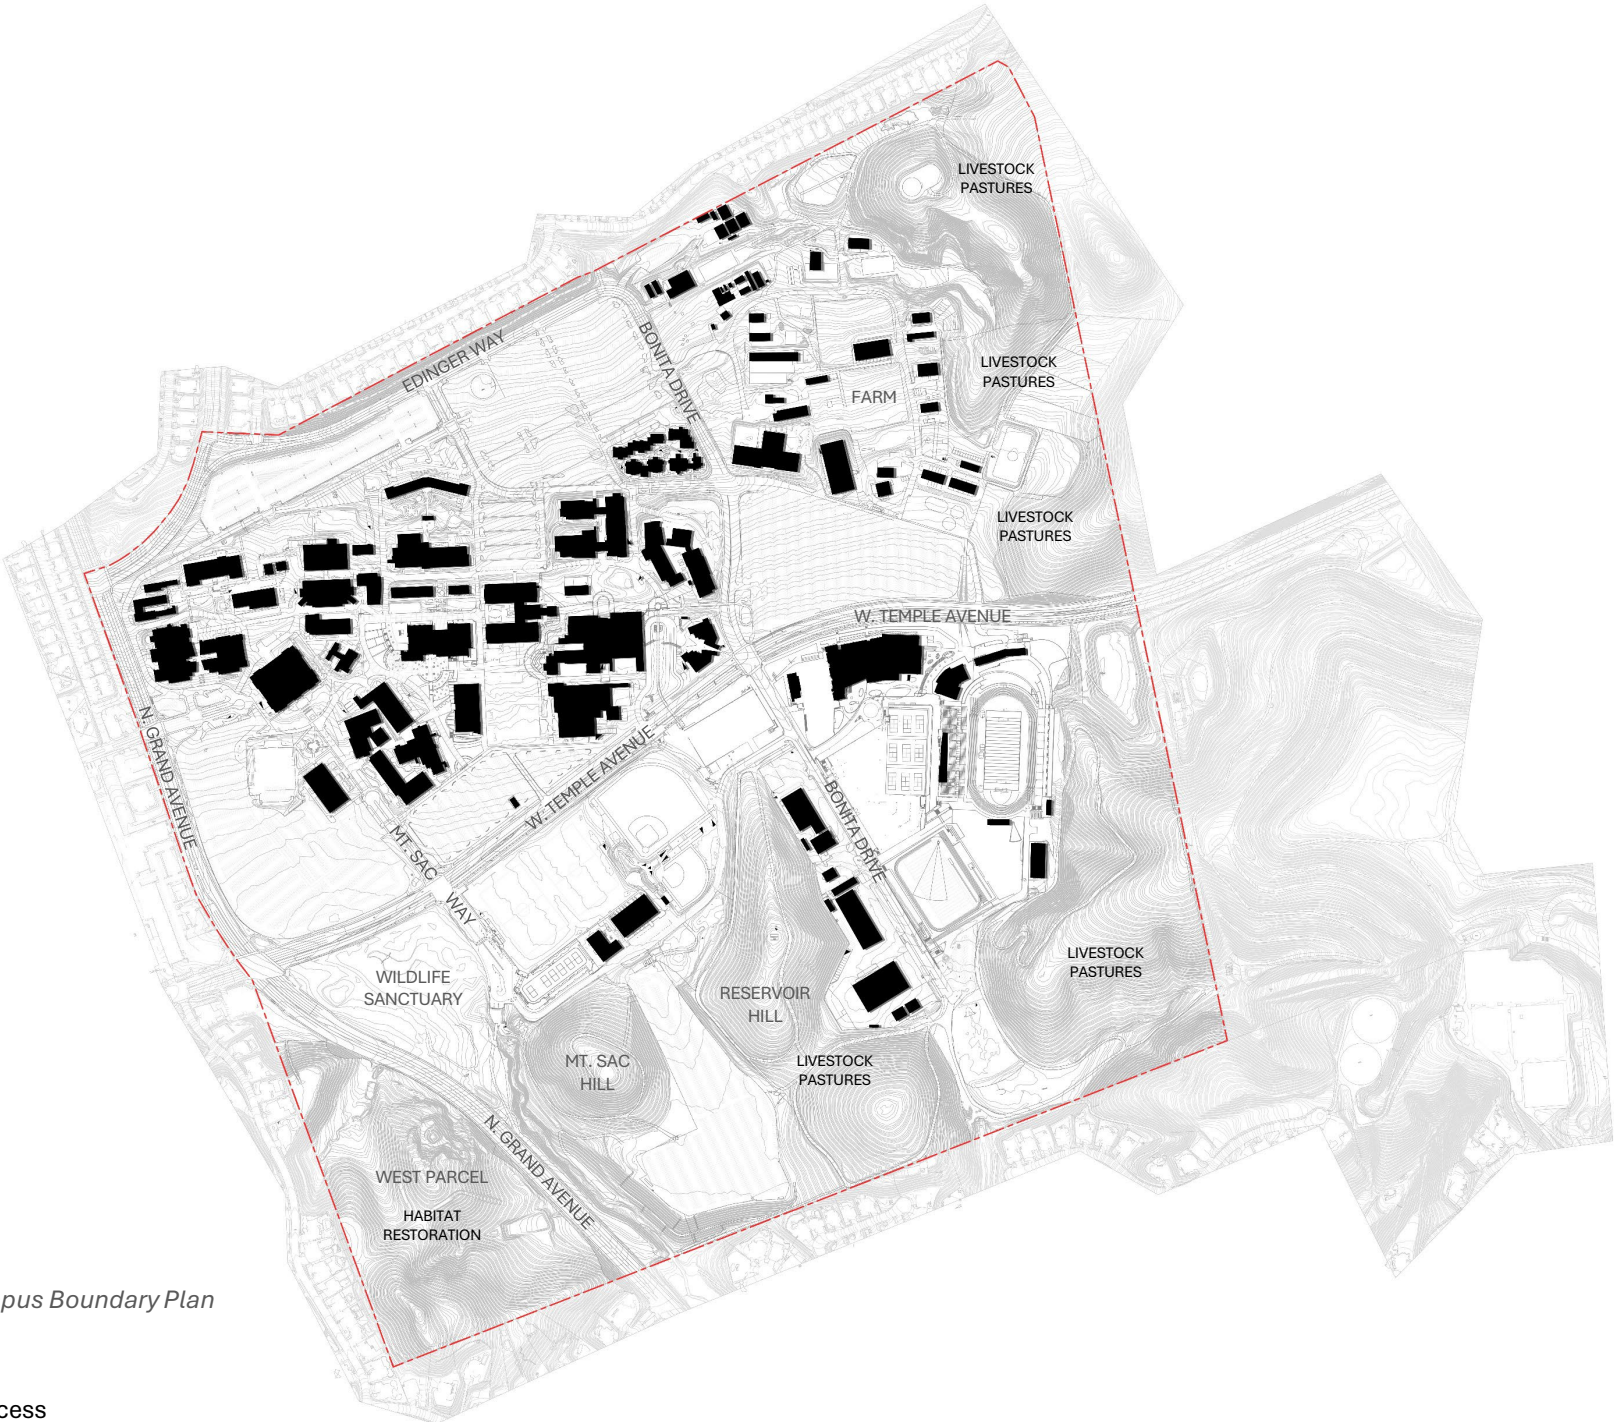 LIVESTOCK
PASTURES
EDINGER WAY
BONITA DRIVE
LIVESTOCK
PASTURES
FARM
LIVESTOCK
PASTURES
W. TEMPLE AVENUE
N. GRAND AVENUE
W. TEMPLE AVENUE
BONITA DRIVE
MT. SAC WAY
WILDLIFE
SANCTUARY
RESERVOIR
HILL
LIVESTOCK
PASTURES
MT. SAC
HILL
LIVESTOCK
PASTURES
N. GRAND AVENUE
WEST PARCEL
HABITAT
RESTORATION
pus Boundary Plan
cess